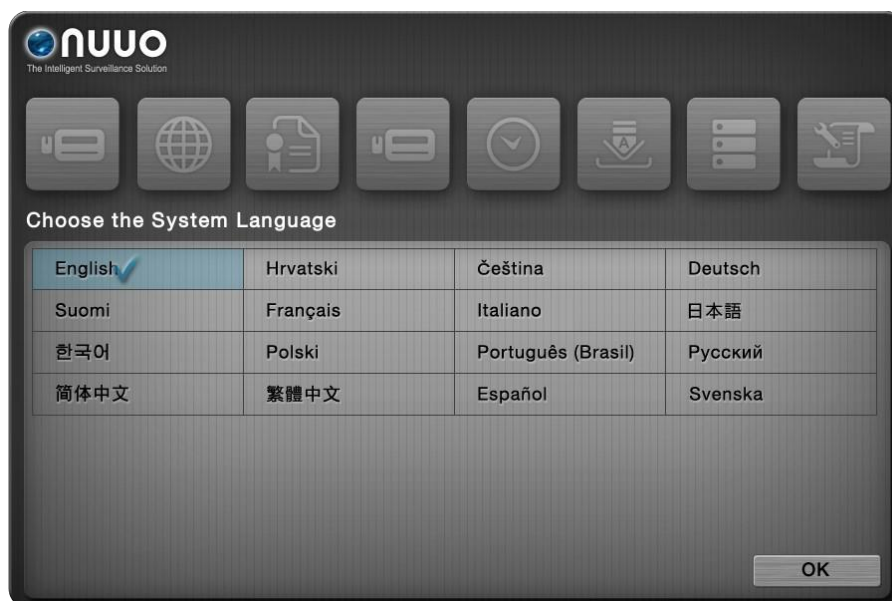 nuuo
The Intelligent Surveillance Solution
A
Choose the System Language
English Hrvatski Čeština Deutsch
Suomi Français Italiano 日本語
한국어 Polski Português (Brasil) Русский
简体中文 繁體中文 Español Svenska
OK